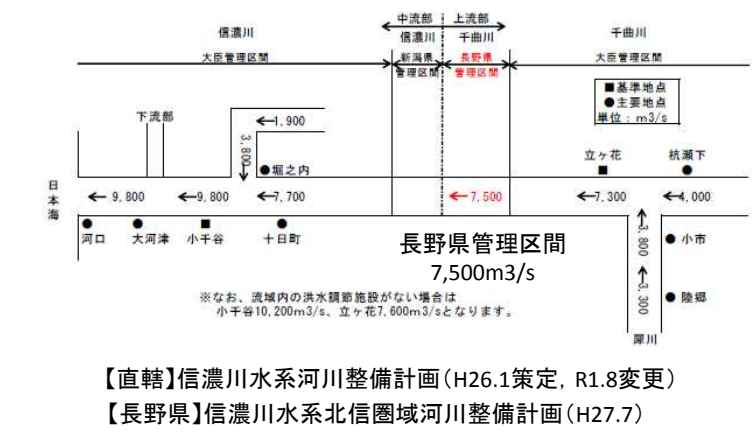 中流部 上流部
信濃川 信濃川 千曲川 千曲川
大臣管理区間 新潟県 長野県 大臣管理区間
管理区間 管理区間
■基準地点
●主要地点
単位：m3/s
下流部
←1,900
3,800
●堀之内
立ヶ花 杭瀬下
■ ●
日本海
←9,800 ←9,800 ←7,700 ←7,500 ←7,300 ←4,000
● ● ■ ●
河口 大河津 小千谷 十日町
←3,800
●小市
←3,300
●陸郷
犀川
長野県管理区間
7,500m3/s
※なお、流域内の洪水調節施設がない場合は
小千谷10,200m3/s、立ヶ花7,600m3/sとなります。
【直轄】信濃川水系河川整備計画（H26.1策定，R1.8変更）
【長野県】信濃川水系北信圏域河川整備計画（H27.7）